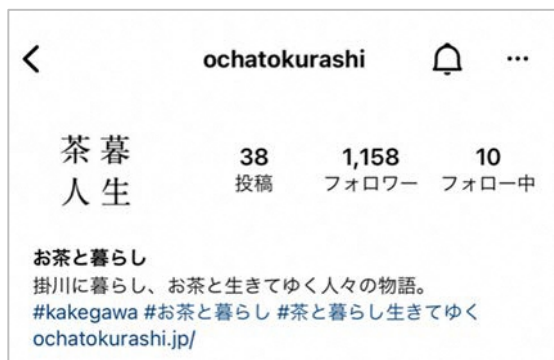 ochatokurashi
茶暮
人生
38
投稿
1,158
フォロワー
10
フォロー中
お茶と暮らし
掛川に暮らし、お茶と生きてゆく人々の物語。
#kakegawa #お茶と暮らし #茶と暮らし生きてゆく
ochatokurashi.jp/